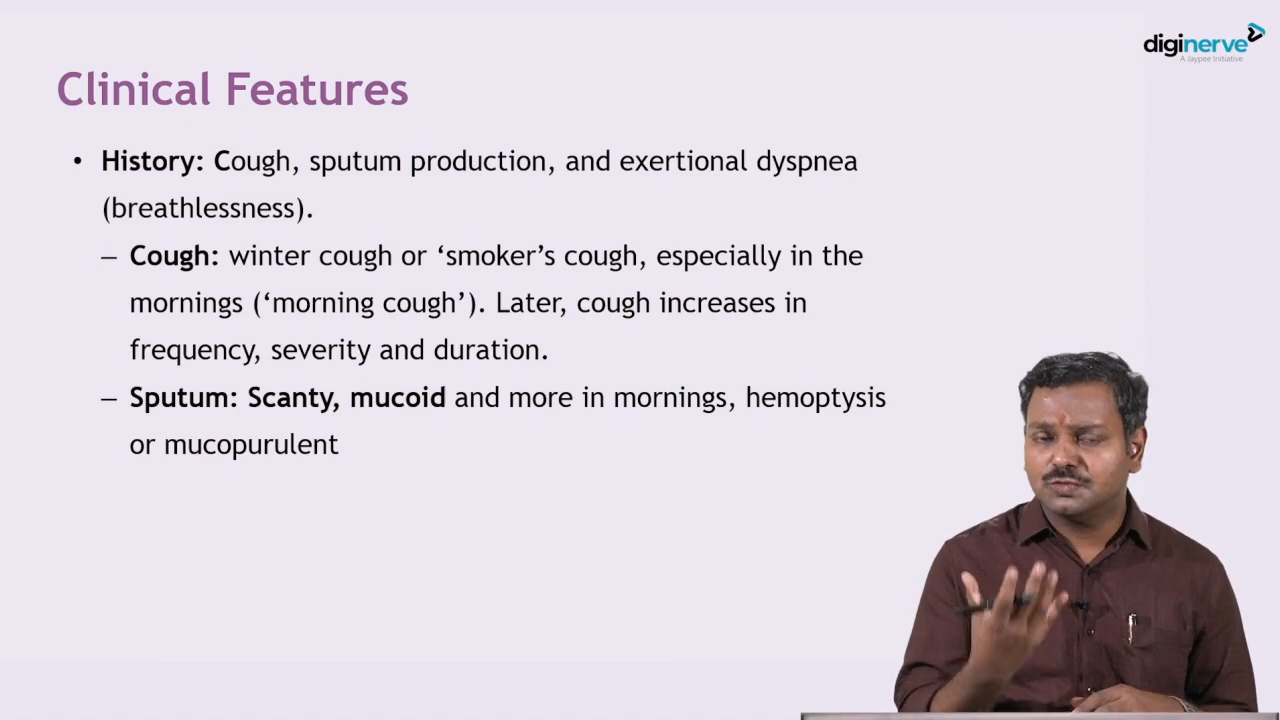 diginerve
A Jaypee Initiative
Clinical Features
• History: Cough, sputum production, and exertional dyspnea
(breathlessness).
– Cough: winter cough or ‘smoker’s cough, especially in the
mornings (‘morning cough’). Later, cough increases in
frequency, severity and duration.
– Sputum: Scanty, mucoid and more in mornings, hemoptysis
or mucopurulent